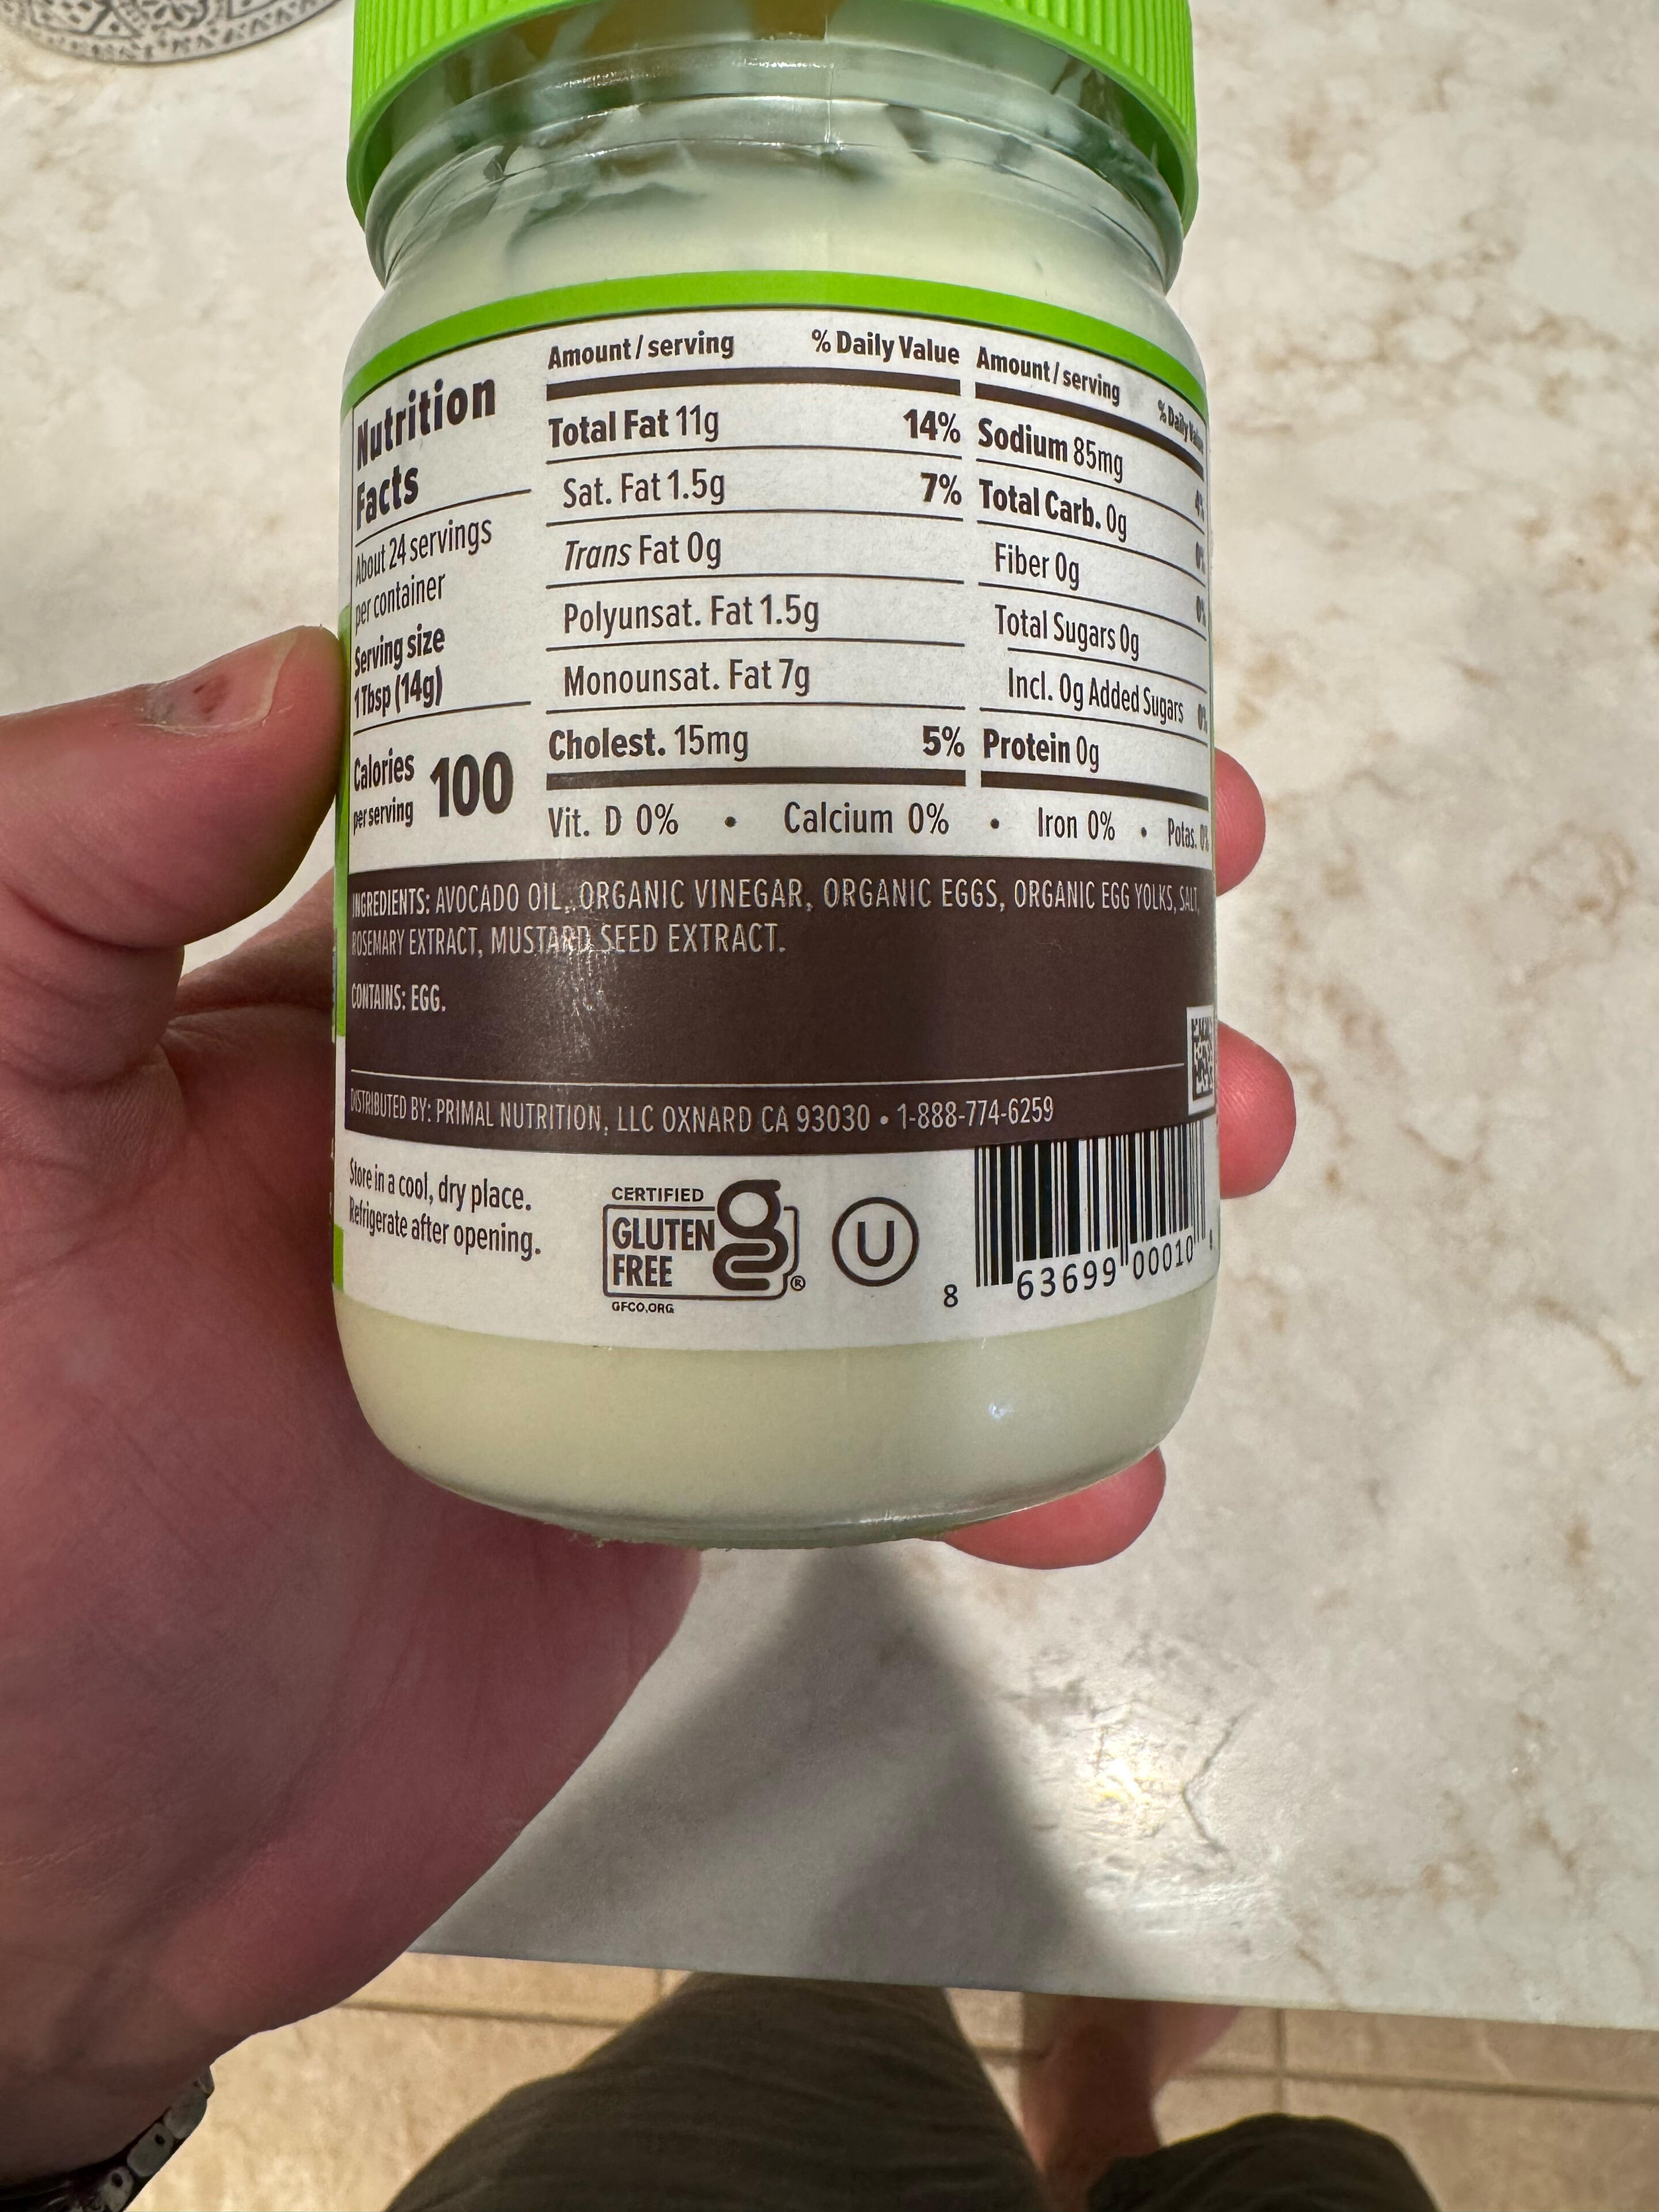 Nutrition
Facts
About 24 servings
per container
Serving size
1 Tbsp (14g)
Calories
per serving 100
Amount / serving % Daily Value
Total Fat 11g 14%
Sat. Fat 1.5g 7%
Trans Fat 0g
Polyunsat. Fat 1.5g
Monounsat. Fat 7g
Cholest. 15mg 5%
Amount / serving % Daily Value
Sodium 85mg 4%
Total Carb. 0g 0%
Fiber 0g 0%
Total Sugars 0g
Incl. 0g Added Sugars 0%
Protein 0g
Vit. D 0% • Calcium 0% • Iron 0% • Potas. 0%
INGREDIENTS: AVOCADO OIL, ORGANIC VINEGAR, ORGANIC EGGS, ORGANIC EGG YOLKS, SALT,
ROSEMARY EXTRACT, MUSTARD SEED EXTRACT.
CONTAINS: EGG.
DISTRIBUTED BY: PRIMAL NUTRITION, LLC OXNARD CA 93030 • 1-888-774-6259
Store in a cool, dry place.
Refrigerate after opening.
CERTIFIED
GLUTEN
FREE
g
®
GFCO.ORG
U
8 63699 00010 8